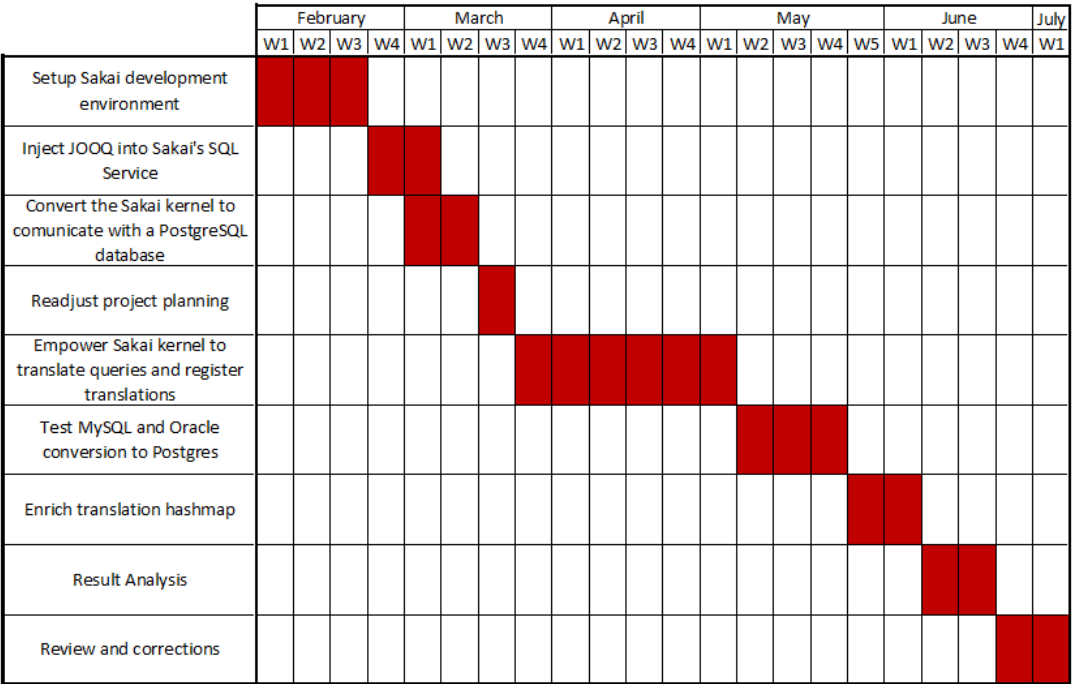 February March April May June July
W1 W2 W3 W4 W1 W2 W3 W4 W1 W2 W3 W4 W1 W2 W3 W4 W5 W1 W2 W3 W4 W1
Setup Sakai development
environment
Inject JOOQ into Sakai's SQL
Service
Convert the Sakai kernel to
comunicate with a PostgreSQL
database
Readjust project planning
Empower Sakai kernel to
translate queries and register
translations
Test MySQL and Oracle
conversion to Postgres
Enrich translation hashmap
Result Analysis
Review and corrections